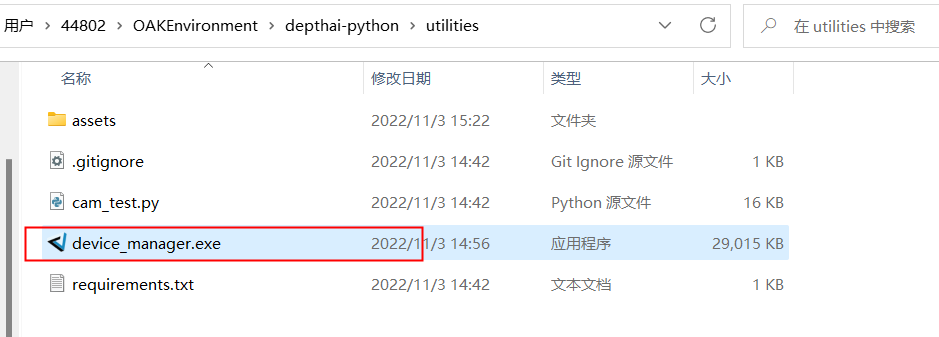 用户 > 44802 > OAKEnvironment > depthai-python > utilities 在 utilities 中搜索
名称 修改日期 类型 大小
assets 2022/11/3 15:22 文件夹
.gitignore 2022/11/3 14:42 Git Ignore 源文件 1 KB
cam_test.py 2022/11/3 14:42 Python 源文件 16 KB
device_manager.exe 2022/11/3 14:56 应用程序 29,015 KB
requirements.txt 2022/11/3 14:42 文本文档 1 KB